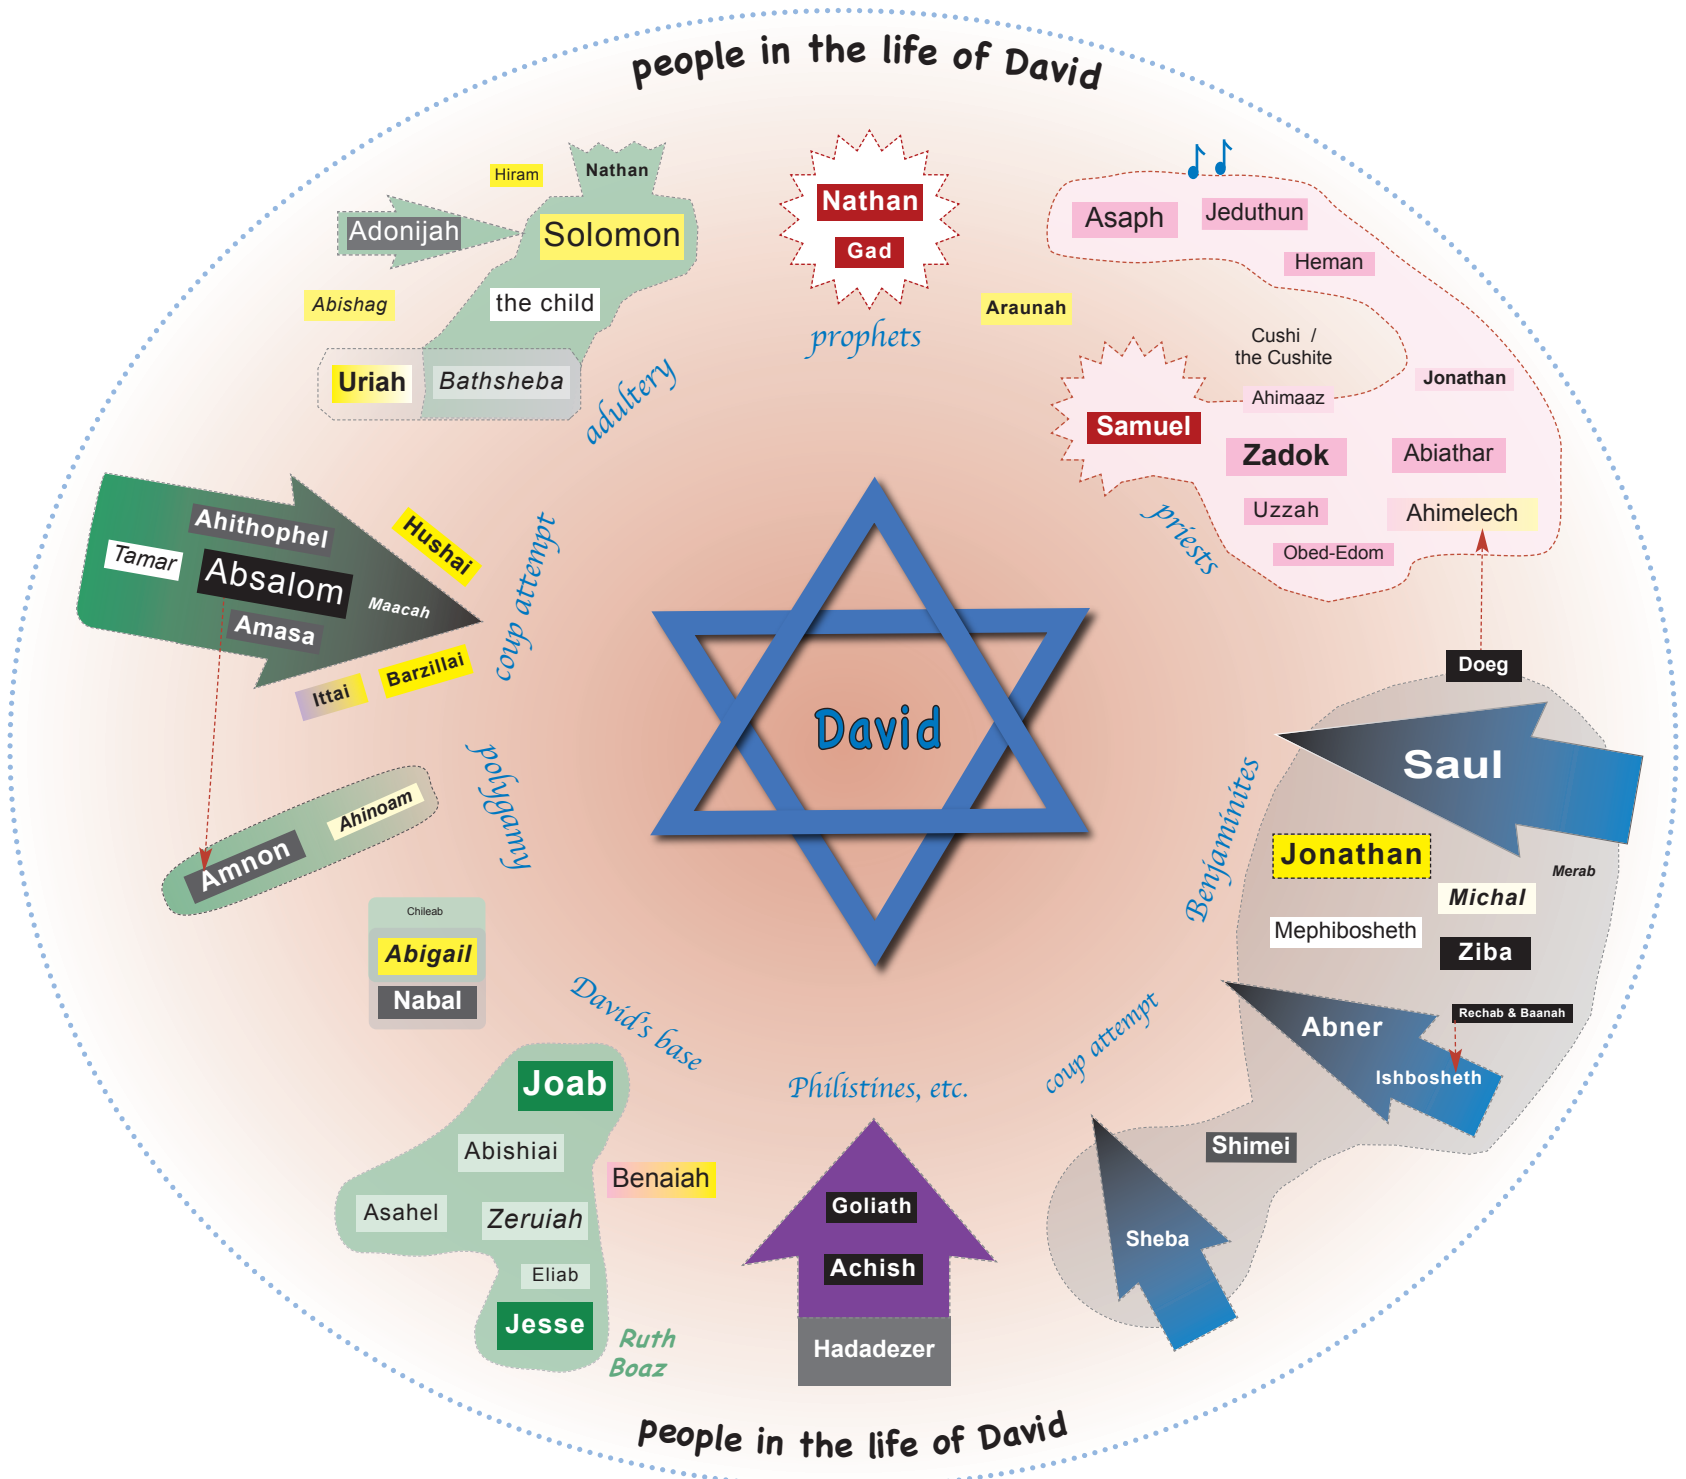 people in the life of David
Hiram
Nathan
Adonijah
Solomon
Abishag
the child
Uriah
Bathsheba
adultery
Nathan
Gad
prophets
Asaph
Jeduthun
Heman
Araunah
Cushi /
the Cushite
Jonathan
Ahimaaz
Samuel
Zadok
Abiathar
Uzzah
Ahimelech
Obed-Edom
priests
Ahithophel
Hushai
Tamar
Absalom
Maacah
Amasa
Ittai
Barzillai
coup attempt
David
Doeg
Saul
Jonathan
Merab
Michal
Mephibosheth
Ziba
Rechab & Baanah
Abner
Ishbosheth
Benjaminites
polygamy
Ahinoam
Amnon
Chileab
Abigail
Nabal
David's base
Joab
Abishiai
Benaiah
Asahel
Zeruiah
Eliab
Jesse
Ruth
Boaz
Philistines, etc.
Goliath
Achish
Hadadezer
coup attempt
Shimei
Sheba
people in the life of David